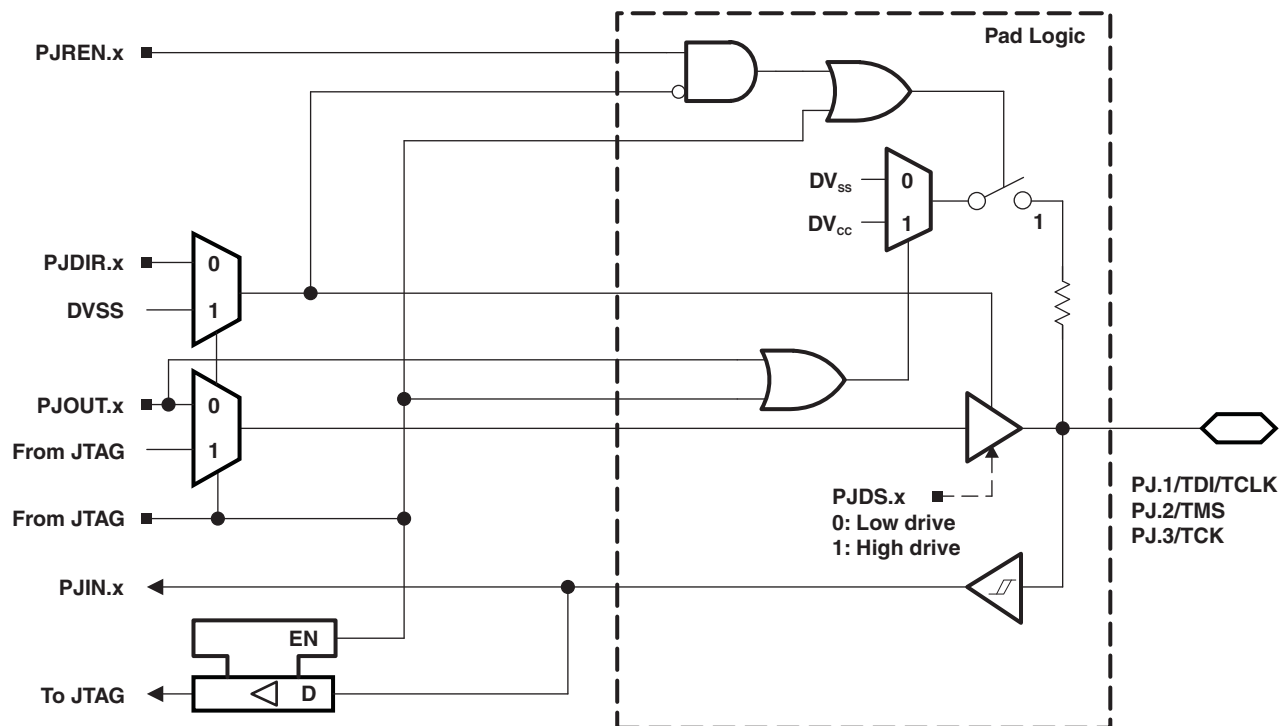 Pad Logic
PJREN.x
DVss
0
DVcc
1
1
PJDIR.x
0
DVSS
1
PJOUT.x
0
From JTAG
1
From JTAG
PJDS.x
0: Low drive
1: High drive
PJ.1/TDI/TCLK
PJ.2/TMS
PJ.3/TCK
PJIN.x
EN
To JTAG
D